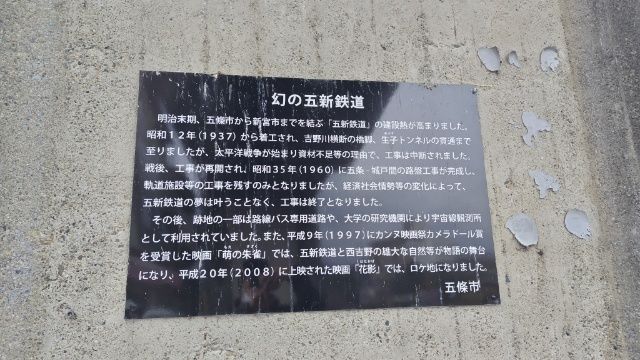 幻の五新鉄道
明治末期、五條市から新宮市までを結ぶ「五新鉄道」の建設熱が高まりました。
昭和12年(1937)から着工され、吉野川横断の橋脚、生子トンネルの貫通まで
至りましたが、太平洋戦争が始まり資材不足等の理由で、工事は中断されました。
戦後、工事が再開され、昭和35年(1960)に五条-城戸間の路盤工事が完成し、
軌道施設等の工事を残すのみとなりましたが、経済社会情勢等の変化によって、
五新鉄道の夢は叶うことなく、工事は終了となりました。
その後、跡地の一部は路線バス専用道路や、大学の研究機関により宇宙線観測所
として利用されていました。また、平成9年(1997)にカンヌ映画祭カメラドール賞
を受賞した映画「萌の朱雀」では、五新鉄道と西吉野の雄大な自然等が物語の舞台
になり、平成20年(2008)に上映された映画「花影」では、ロケ地になりました。
五條市